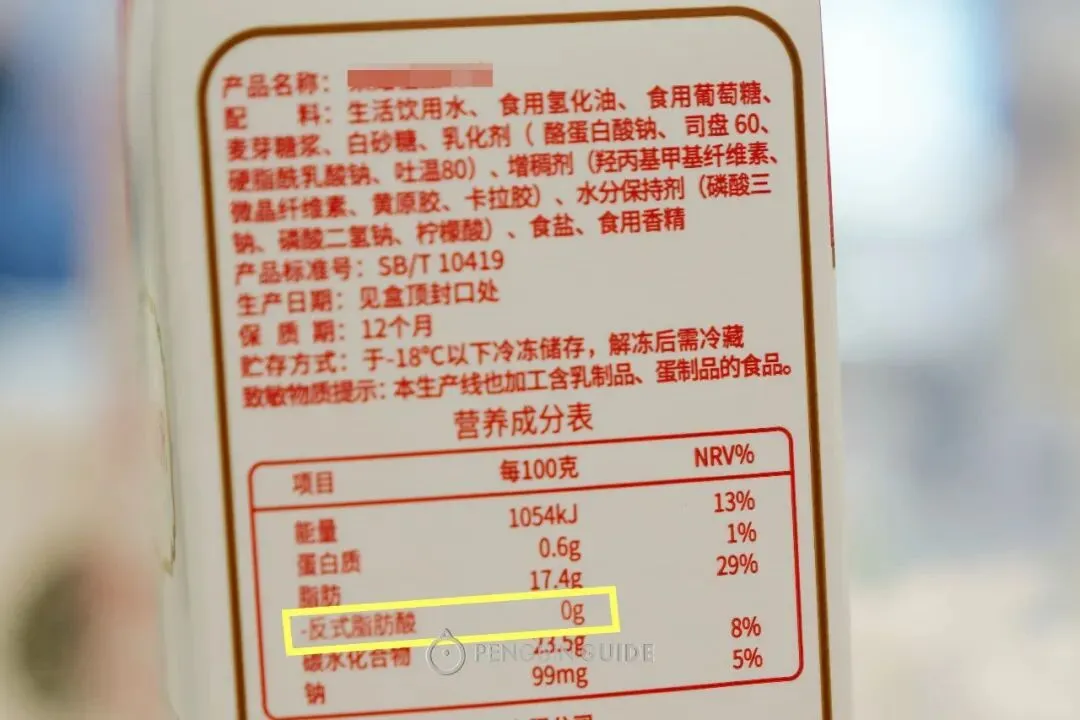 产品名称：
配 料：生活饮用水、食用氢化油、食用葡萄糖、
麦芽糖浆、白砂糖、乳化剂（酪蛋白酸钠、司盘 60、
硬脂酰乳酸钠、吐温80）、增稠剂（羟丙基甲基纤维素、
微晶纤维素、黄原胶、卡拉胶）、水分保持剂（磷酸三
钠、磷酸二氢钠、柠檬酸）、食盐、食用香精
产品标准号：SB/T 10419
生产日期：见盒顶封口处
保 质 期：12个月
贮存方式：于-18℃以下冷冻储存，解冻后需冷藏
致敏物质提示：本生产线也加工含乳制品、蛋制品的食品。
营养成分表
项目 每100克 NRV%
能量 1054kJ 13%
蛋白质 0.6g 1%
脂肪 17.4g 29%
-反式脂肪酸 0g
碳水化合物 23.5g 8%
钠 99mg 5%
PENGUIN GUIDE